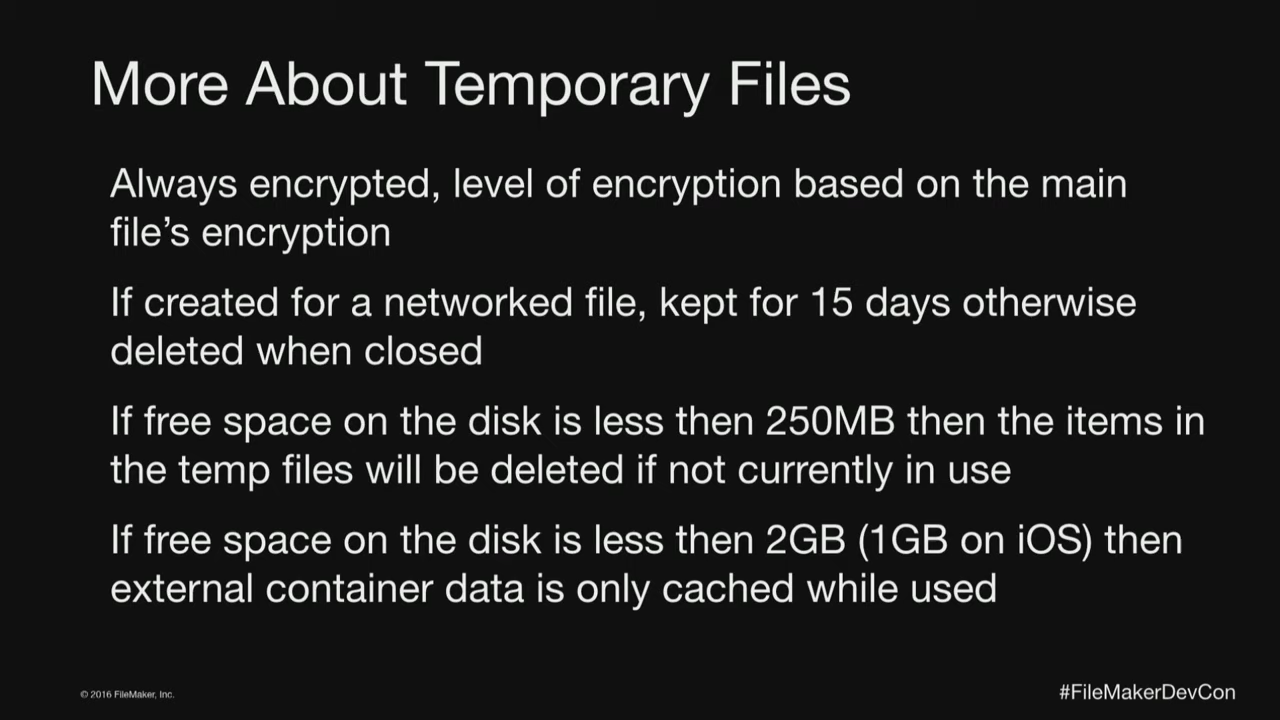 More About Temporary Files
Always encrypted, level of encryption based on the main
file’s encryption
If created for a networked file, kept for 15 days otherwise
deleted when closed
If free space on the disk is less then 250MB then the items in
the temp files will be deleted if not currently in use
If free space on the disk is less then 2GB (1GB on iOS) then
external container data is only cached while used
© 2016 FileMaker, Inc.
#FileMakerDevCon